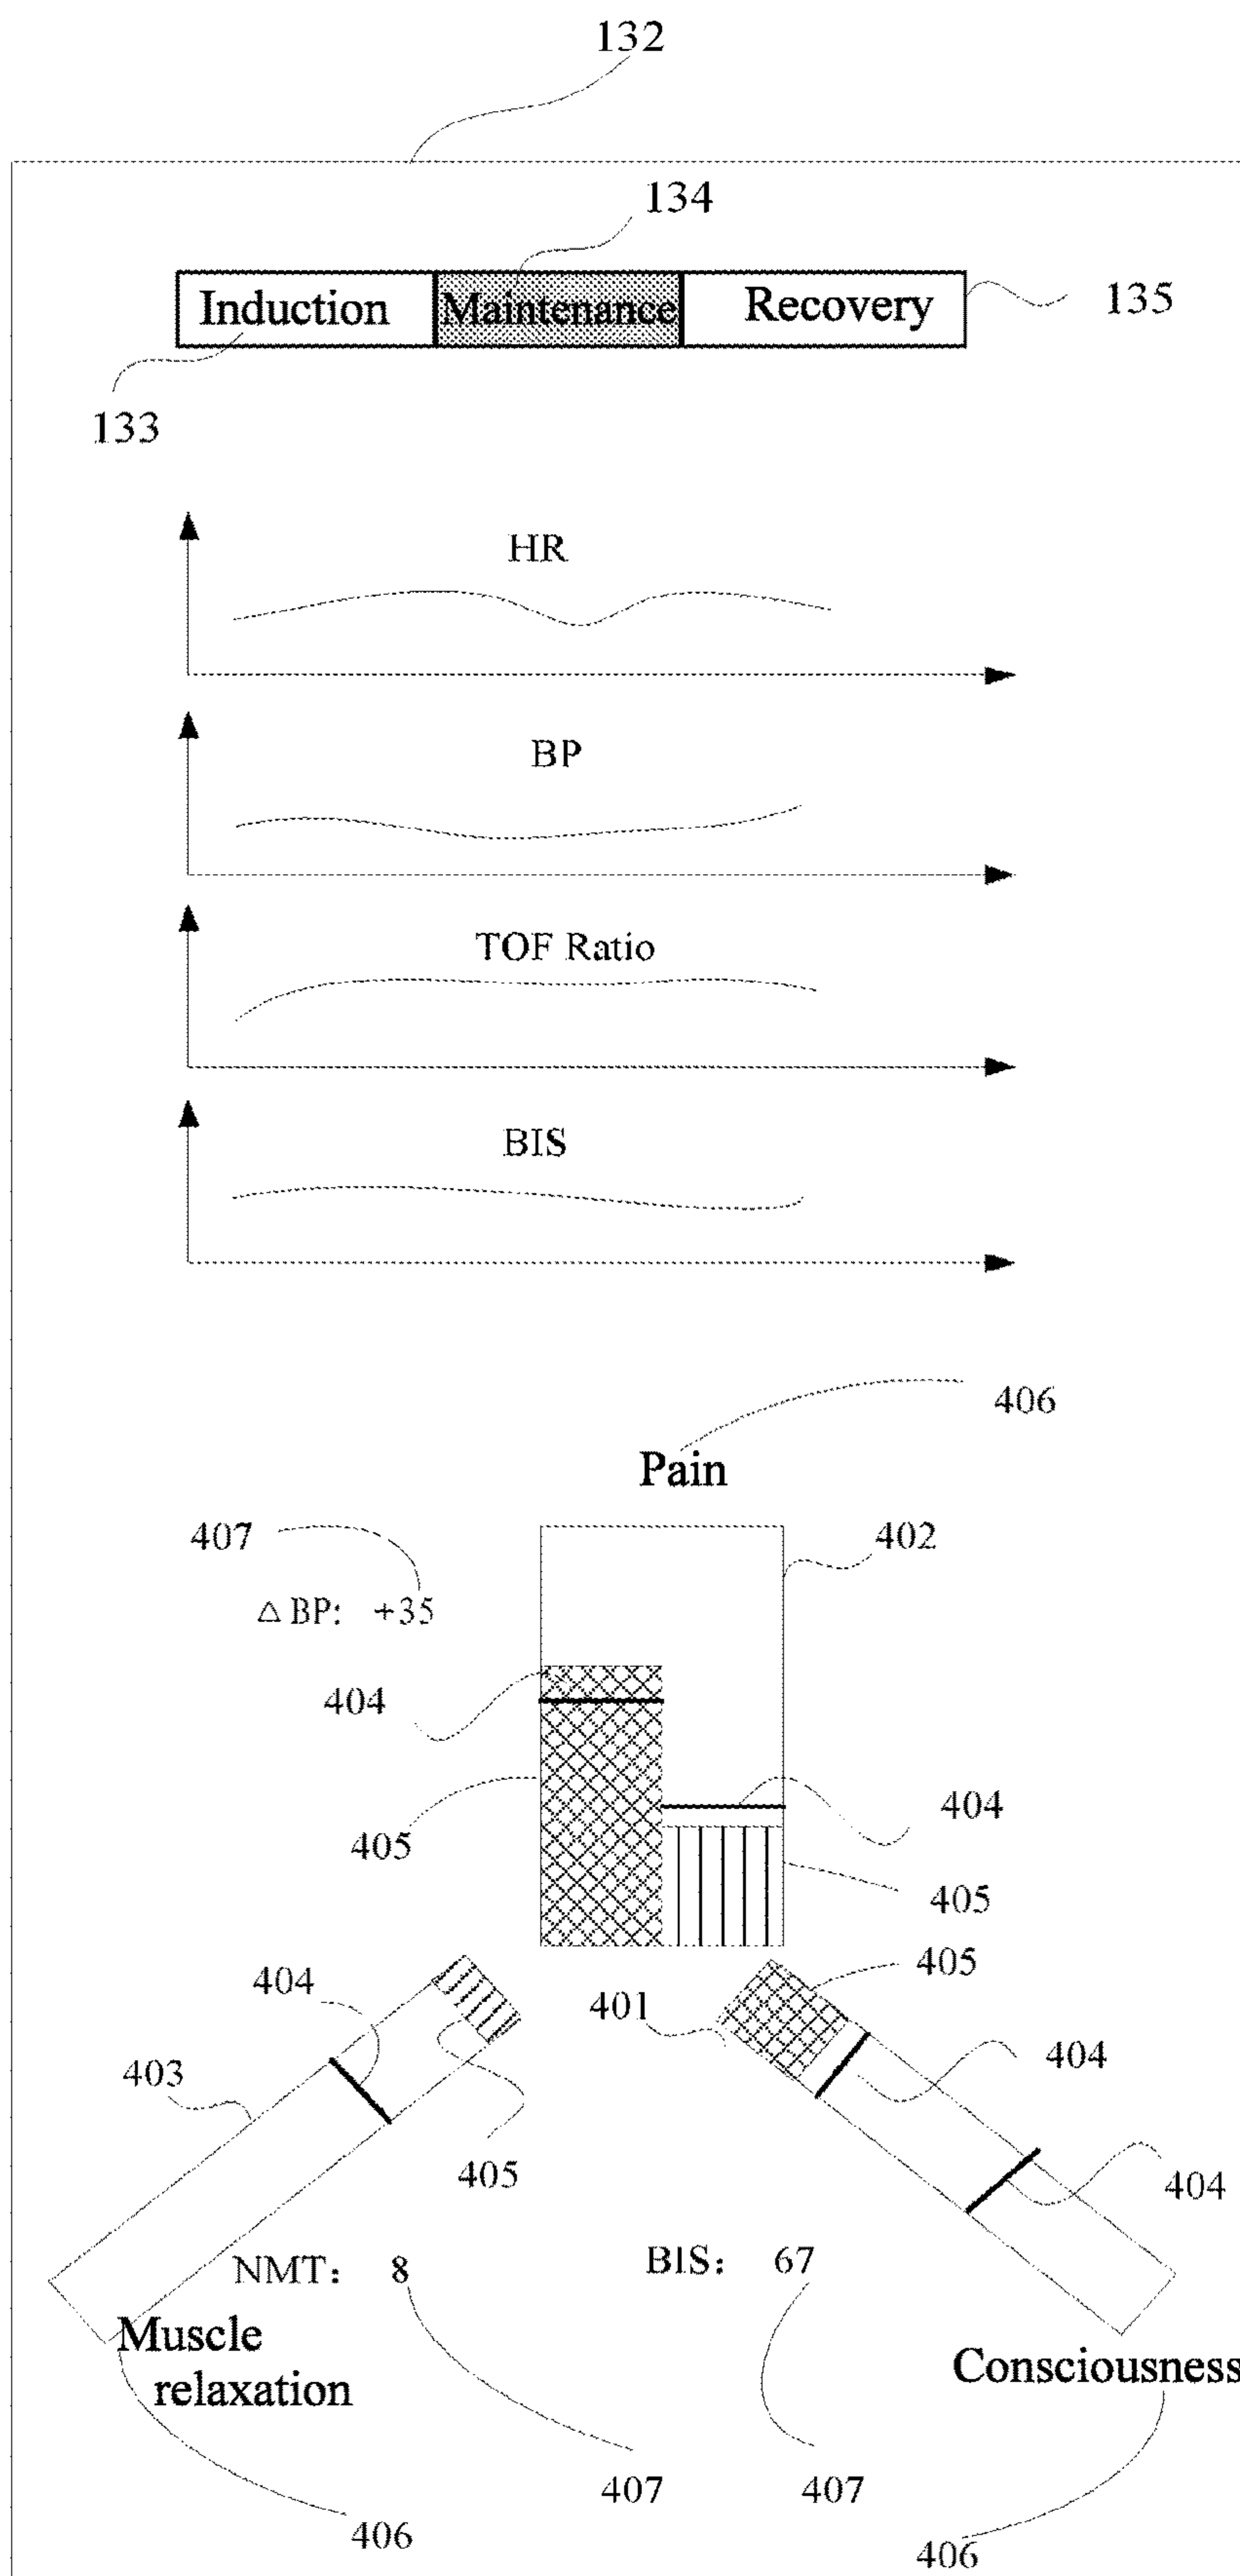 132
134
Induction
Maintenance
Recovery
135
133
HR
BP
TOF Ratio
BIS
406
Pain
407
402
△ BP: +35
404
404
405
405
405
404
401
404
403
405
404
NMT: 8
BIS: 67
Muscle
relaxation
Consciousness
407
407
406
406